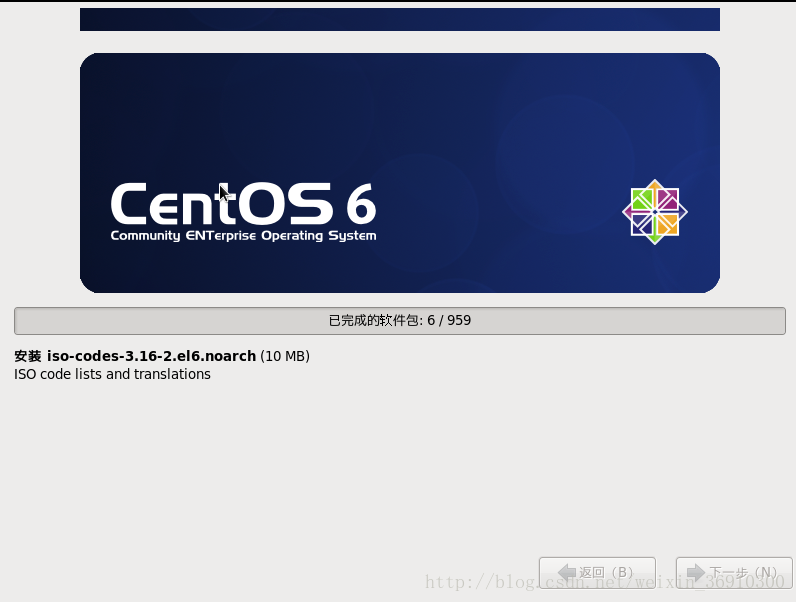 CentOS 6
Community ENTerprise Operating System
已完成的软件包: 6 / 959
安装 iso-codes-3.16-2.el6.noarch (10 MB)
ISO code lists and translations
返回（B） 下一步（N）
http://blog.csdn.net/weixin_36910300